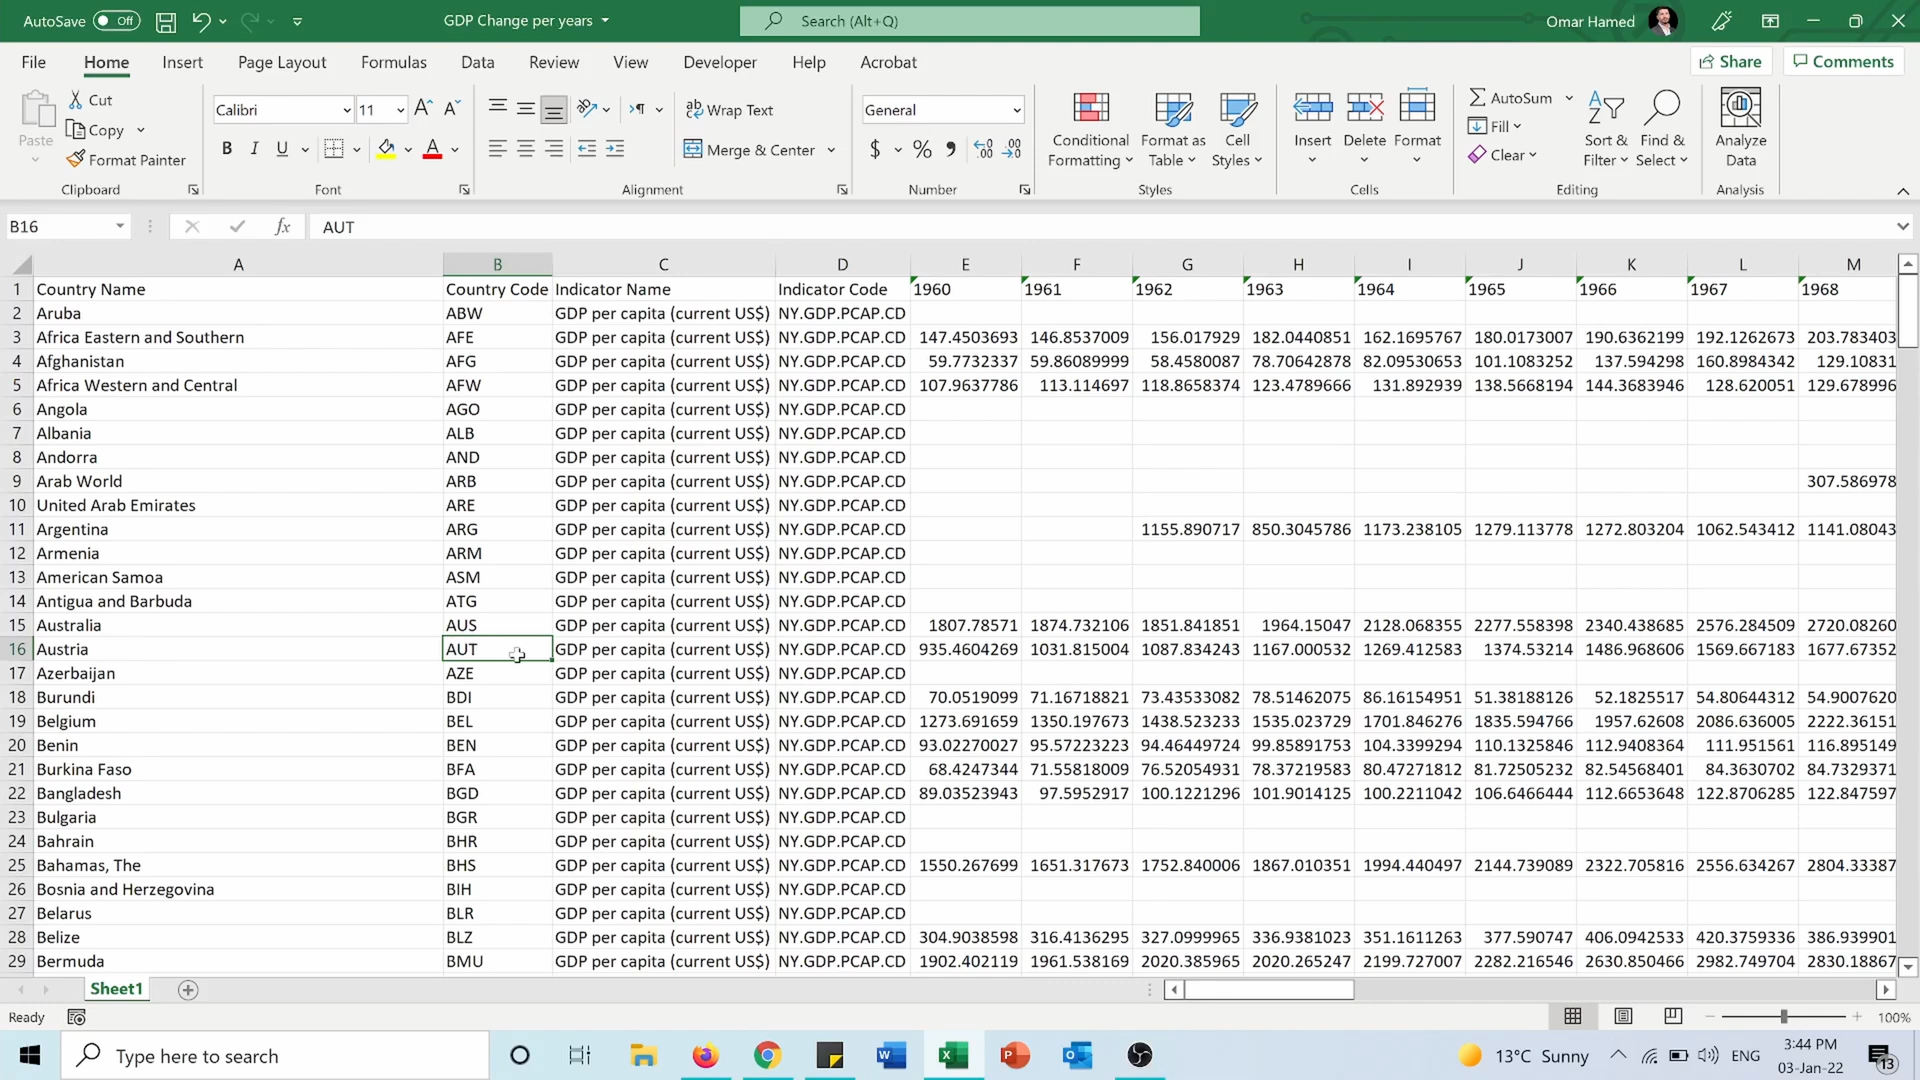 AutoSave Off GDP Change per years Search (Alt+Q) Omar Hamed
File Home Insert Page Layout Formulas Data Review View Developer Help Acrobat Share Comments
Paste Cut Copy Format Painter Clipboard
Calibri 11 B I U A Font
ab Wrap Text Merge & Center Alignment
General $ % Number
Conditional Formatting Format as Table Cell Styles Styles
Insert Delete Format Cells
AutoSum Fill Clear Sort & Filter Find & Select Editing
Analyze Data Analysis
B16 fx AUT
A B C D E F G H I J K L M
1 Country Name Country Code Indicator Name Indicator Code 1960 1961 1962 1963 1964 1965 1966 1967 1968
2 Aruba ABW GDP per capita (current US$) NY.GDP.PCAP.CD
3 Africa Eastern and Southern AFE GDP per capita (current US$) NY.GDP.PCAP.CD 147.4503693 146.8537009 156.017929 182.0440851 162.1695767 180.0173007 190.6362199 192.1262673 203.783403
4 Afghanistan AFG GDP per capita (current US$) NY.GDP.PCAP.CD 59.7732337 59.86089999 58.4580087 78.70642878 82.09530653 101.1083252 137.594298 160.8984342 129.10831
5 Africa Western and Central AFW GDP per capita (current US$) NY.GDP.PCAP.CD 107.9637786 113.114697 118.8658374 123.4789666 131.892939 138.5668194 144.3683946 128.620051 129.678996
6 Angola AGO GDP per capita (current US$) NY.GDP.PCAP.CD
7 Albania ALB GDP per capita (current US$) NY.GDP.PCAP.CD
8 Andorra AND GDP per capita (current US$) NY.GDP.PCAP.CD
9 Arab World ARB GDP per capita (current US$) NY.GDP.PCAP.CD 307.586978
10 United Arab Emirates ARE GDP per capita (current US$) NY.GDP.PCAP.CD
11 Argentina ARG GDP per capita (current US$) NY.GDP.PCAP.CD 1155.890717 850.3045786 1173.238105 1279.113778 1272.803204 1062.543412 1141.08043
12 Armenia ARM GDP per capita (current US$) NY.GDP.PCAP.CD
13 American Samoa ASM GDP per capita (current US$) NY.GDP.PCAP.CD
14 Antigua and Barbuda ATG GDP per capita (current US$) NY.GDP.PCAP.CD
15 Australia AUS GDP per capita (current US$) NY.GDP.PCAP.CD 1807.78571 1874.732106 1851.841851 1964.15047 2128.068355 2277.558398 2340.438685 2576.284509 2720.08260
16 Austria AUT GDP per capita (current US$) NY.GDP.PCAP.CD 935.4604269 1031.815004 1087.834243 1167.000532 1269.412583 1374.53214 1486.968606 1569.667183 1677.67352
17 Azerbaijan AZE GDP per capita (current US$) NY.GDP.PCAP.CD
18 Burundi BDI GDP per capita (current US$) NY.GDP.PCAP.CD 70.0519099 71.16718821 73.43533082 78.51462075 86.16154951 51.38188126 52.1825517 54.80644312 54.9007620
19 Belgium BEL GDP per capita (current US$) NY.GDP.PCAP.CD 1273.691659 1350.197673 1438.523233 1535.023729 1701.846276 1835.594766 1957.62608 2086.636005 2222.36151
20 Benin BEN GDP per capita (current US$) NY.GDP.PCAP.CD 93.02270027 95.57223223 94.46449724 99.85891753 104.3399294 110.1325846 112.9408364 111.951561 116.895149
21 Burkina Faso BFA GDP per capita (current US$) NY.GDP.PCAP.CD 68.4247344 71.55818009 76.52054931 78.37219583 80.47271812 81.72505232 82.54568401 84.3630702 84.7329371
22 Bangladesh BGD GDP per capita (current US$) NY.GDP.PCAP.CD 89.03523943 97.5952917 100.1221296 101.9014125 100.2211042 106.6466444 112.6653648 122.8706285 122.847597
23 Bulgaria BGR GDP per capita (current US$) NY.GDP.PCAP.CD
24 Bahrain BHR GDP per capita (current US$) NY.GDP.PCAP.CD
25 Bahamas, The BHS GDP per capita (current US$) NY.GDP.PCAP.CD 1550.267699 1651.317673 1752.840006 1867.010351 1994.440497 2144.739089 2322.705816 2556.634267 2804.33387
26 Bosnia and Herzegovina BIH GDP per capita (current US$) NY.GDP.PCAP.CD
27 Belarus BLR GDP per capita (current US$) NY.GDP.PCAP.CD
28 Belize BLZ GDP per capita (current US$) NY.GDP.PCAP.CD 304.9038598 316.4136295 327.0999965 336.9381023 351.1611263 377.590747 406.0942533 420.3759336 386.939901
29 Bermuda BMU GDP per capita (current US$) NY.GDP.PCAP.CD 1902.402119 1961.538169 2020.385965 2020.265247 2199.727007 2282.216546 2630.850466 2982.749704 2830.18867
Sheet1
Ready 100%
Type here to search 13°C Sunny ENG 3:44 PM
03-Jan-22 13